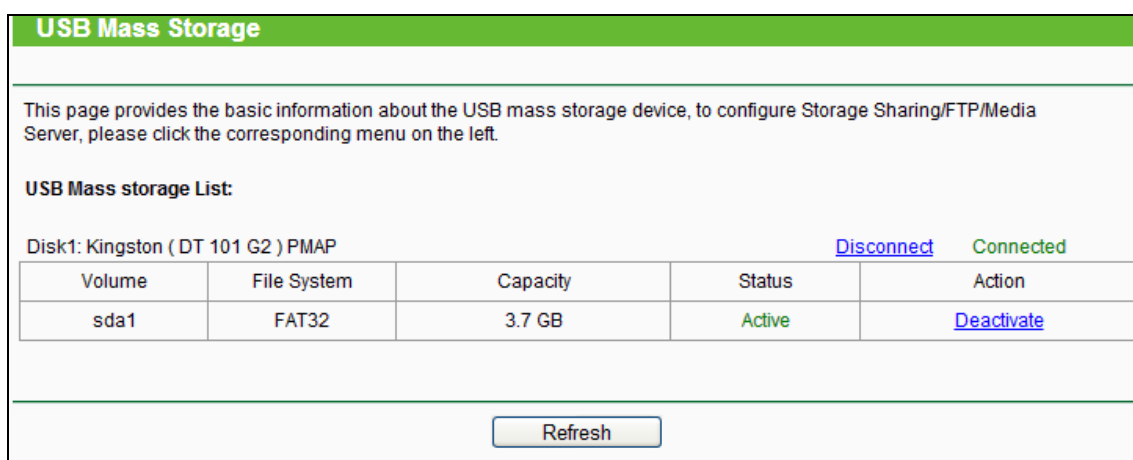 USB Mass Storage
This page provides the basic information about the USB mass storage device, to configure Storage Sharing/FTP/Media
Server, please click the corresponding menu on the left.
USB Mass storage List:
Disk1: Kingston ( DT 101 G2 ) PMAP Disconnect Connected
Volume File System Capacity Status Action
sda1 FAT32 3.7 GB Active Deactivate
Refresh